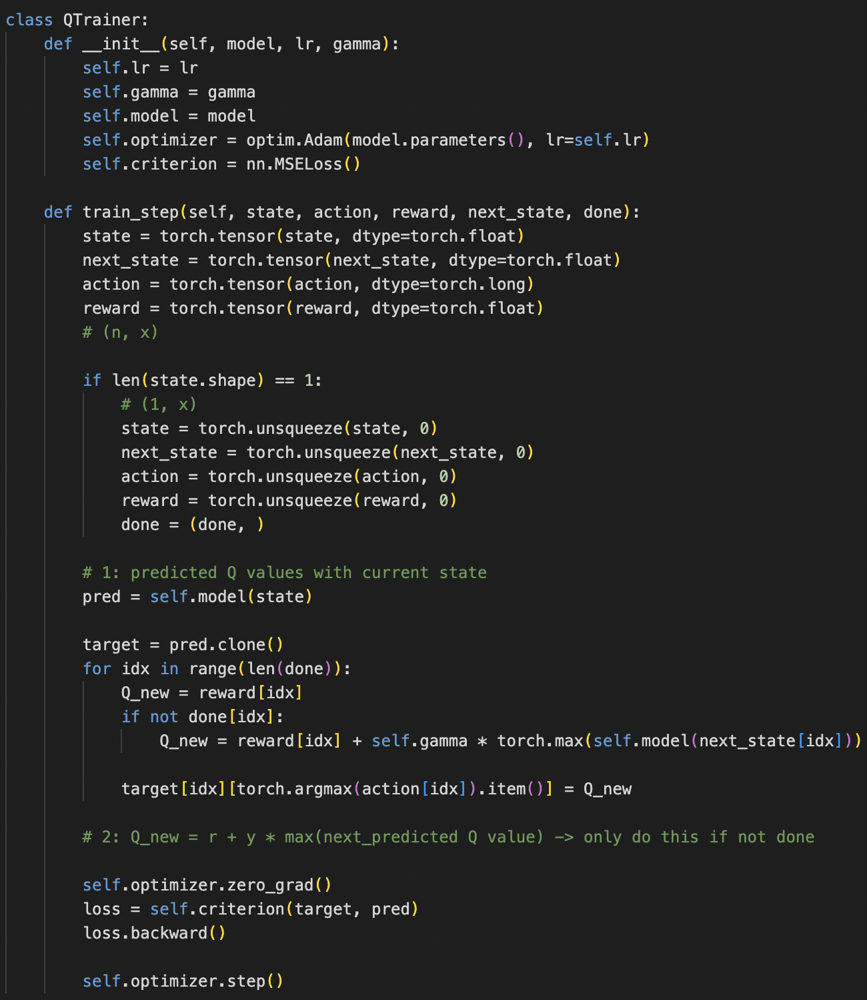 class QTrainer:
    def __init__(self, model, lr, gamma):
        self.lr = lr
        self.gamma = gamma
        self.model = model
        self.optimizer = optim.Adam(model.parameters(), lr=self.lr)
        self.criterion = nn.MSELoss()

    def train_step(self, state, action, reward, next_state, done):
        state = torch.tensor(state, dtype=torch.float)
        next_state = torch.tensor(next_state, dtype=torch.float)
        action = torch.tensor(action, dtype=torch.long)
        reward = torch.tensor(reward, dtype=torch.float)
        # (n, x)

        if len(state.shape) == 1:
            # (1, x)
            state = torch.unsqueeze(state, 0)
            next_state = torch.unsqueeze(next_state, 0)
            action = torch.unsqueeze(action, 0)
            reward = torch.unsqueeze(reward, 0)
            done = (done, )

        # 1: predicted Q values with current state
        pred = self.model(state)

        target = pred.clone()
        for idx in range(len(done)):
            Q_new = reward[idx]
            if not done[idx]:
                Q_new = reward[idx] + self.gamma * torch.max(self.model(next_state[idx]))

            target[idx][torch.argmax(action[idx]).item()] = Q_new

        # 2: Q_new = r + y * max(next_predicted Q value) -> only do this if not done

        self.optimizer.zero_grad()
        loss = self.criterion(target, pred)
        loss.backward()

        self.optimizer.step()